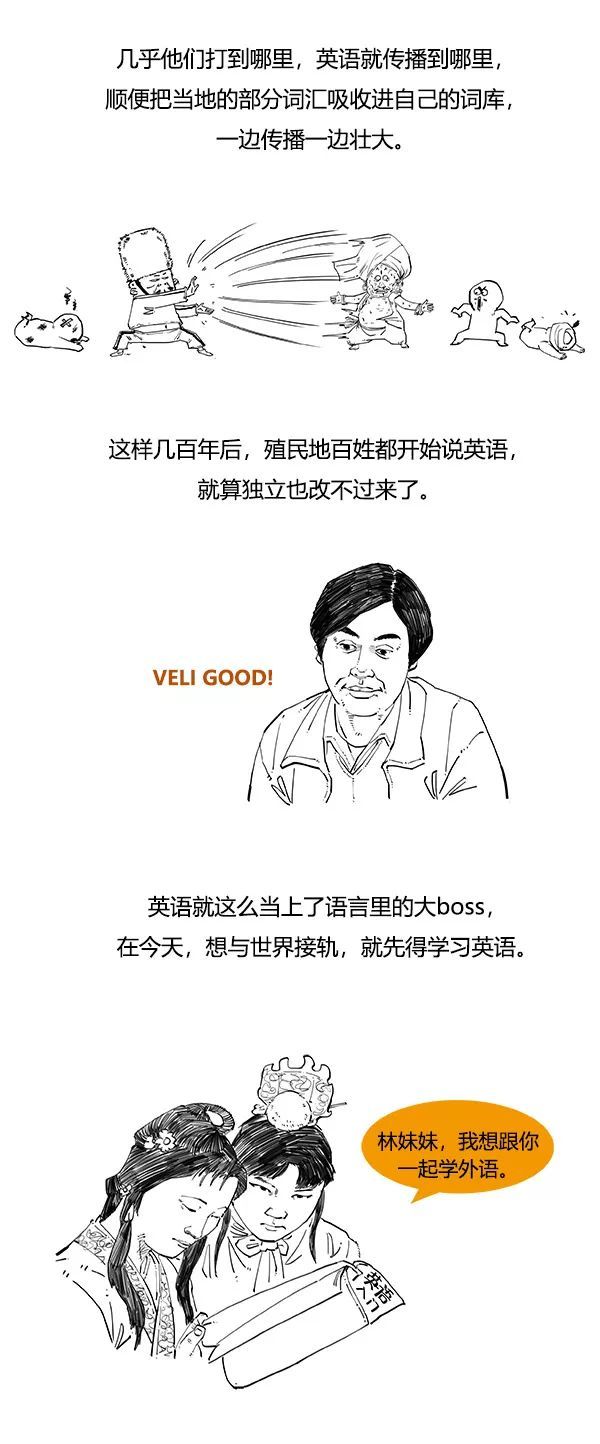 几乎他们打到哪里，英语就传播到哪里，
顺便把当地的部分词汇吸收进自己的词库，
一边传播一边壮大。
这样几百年后，殖民地百姓都开始说英语，
就算独立也改不过来了。
VELI GOOD!
英语就这么当上了语言里的大boss，
在今天，想与世界接轨，就先得学习英语。
林妹妹，我想跟你
一起学外语。
英语
入门